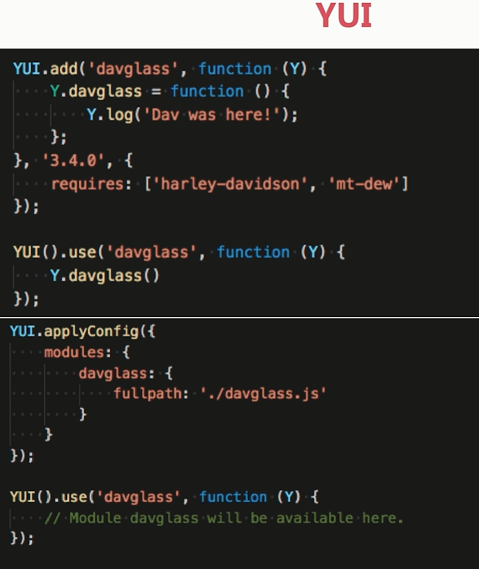 YUI
YUI.add('davglass', function (Y) {
    Y.davglass = function () {
        Y.log('Dav was here!');
    };
}, '3.4.0', {
    requires: ['harley-davidson', 'mt-dew']
});
YUI().use('davglass', function (Y) {
    Y.davglass()
});
YUI.applyConfig({
    modules: {
        davglass: {
            fullpath: './davglass.js'
        }
    }
});
YUI().use('davglass', function (Y) {
    // Module davglass will be available here.
});